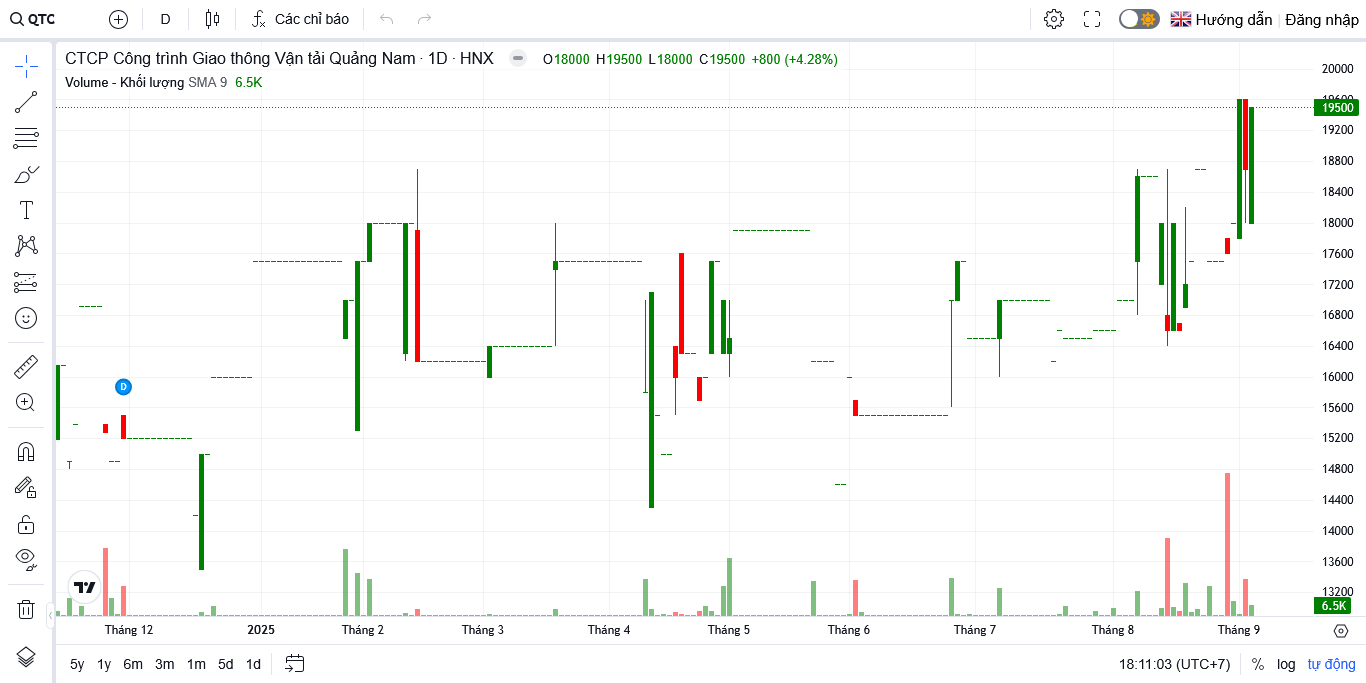 QTC D Các chỉ báo Hướng dẫn Đăng nhập
CTCP Công trình Giao thông Vận tải Quảng Nam · 1D · HNX O18000 H19500 L18000 C19500 +800 (+4.28%)
Volume - Khối lượng SMA 9 6.5K
20000
19600
19500
19200
18800
18400
18000
17600
17200
16800
16400
16000
15600
15200
14800
14400
14000
13600
13200
6.5K
D
T
Tháng 12 2025 Tháng 2 Tháng 3 Tháng 4 Tháng 5 Tháng 6 Tháng 7 Tháng 8 Tháng 9
5y 1y 6m 3m 1m 5d 1d 18:11:03 (UTC+7) % log tự động